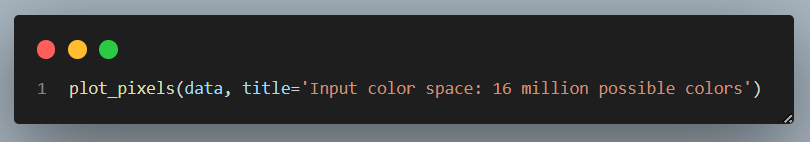 1 plot_pixels(data, title='Input color space: 16 million possible colors')